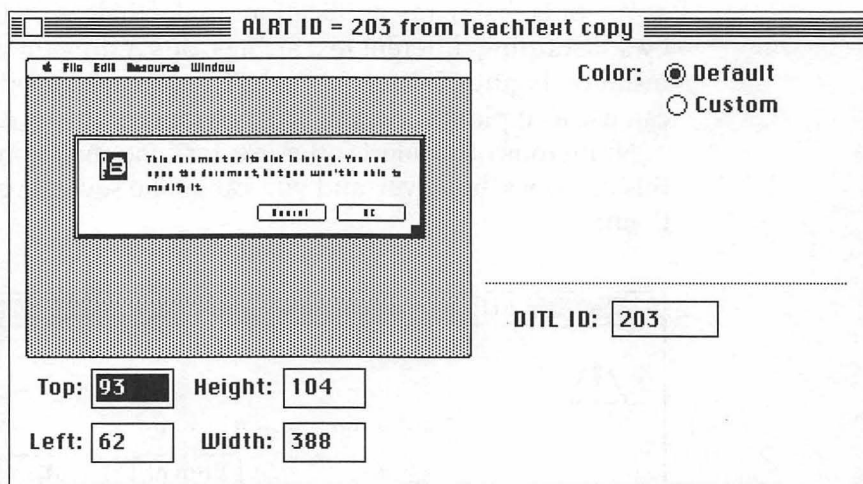 ALRT ID = 203 from TeachText copy
File Edit Resource Window
This document or its disk is locked. You can
open the document, but you won't be able to
modify it.
Cancel OK
Color: Default
Custom
DITL ID: 203
Top: 93 Height: 104
Left: 62 Width: 388